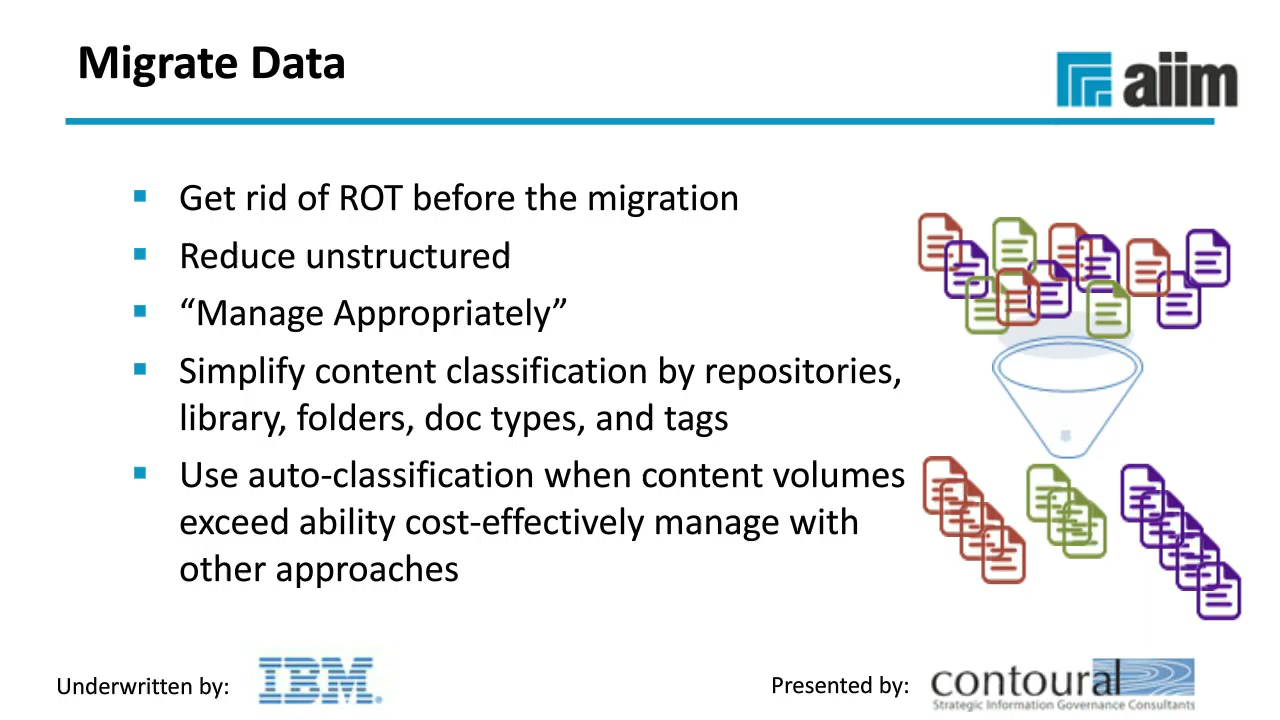 Migrate Data
aiim
Get rid of ROT before the migration
Reduce unstructured
“Manage Appropriately”
Simplify content classification by repositories,
library, folders, doc types, and tags
Use auto-classification when content volumes
exceed ability cost-effectively manage with
other approaches
Underwritten by:
IBM®
Presented by:
contoural
Strategic Information Governance Consultants